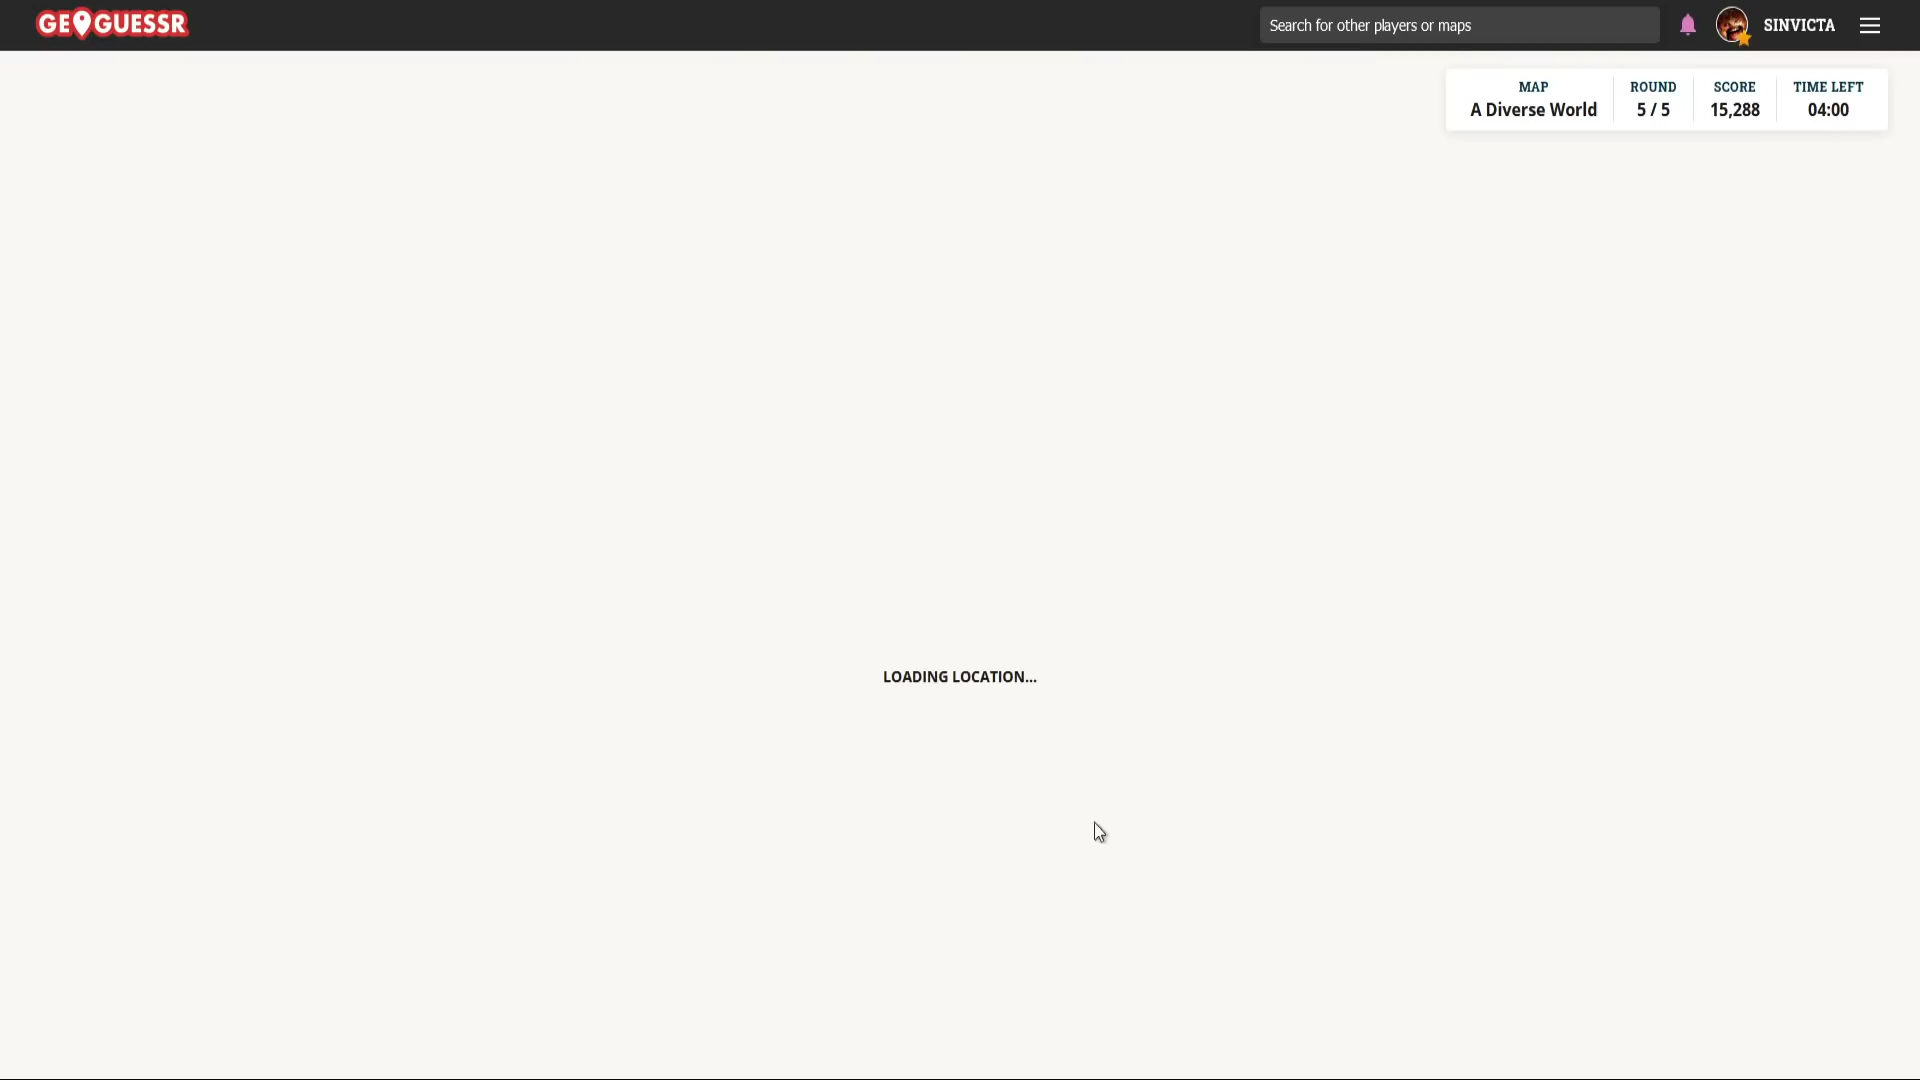 GEOGUESSR
Search for other players or maps
SINVICTA
MAP
A Diverse World
ROUND
5 / 5
SCORE
15,288
TIME LEFT
04:00
LOADING LOCATION...